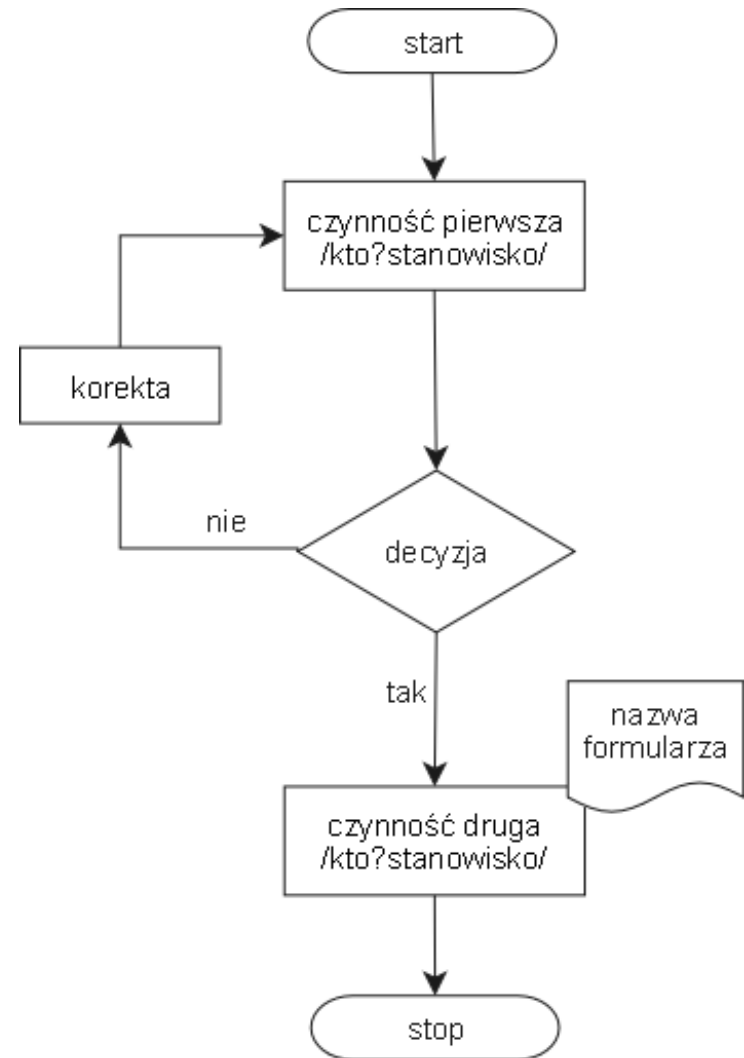 start
czynność pierwsza
/kto?stanowisko/
korekta
nie
decyzja
tak
nazwa
formularza
czynność druga
/kto?stanowisko/
stop